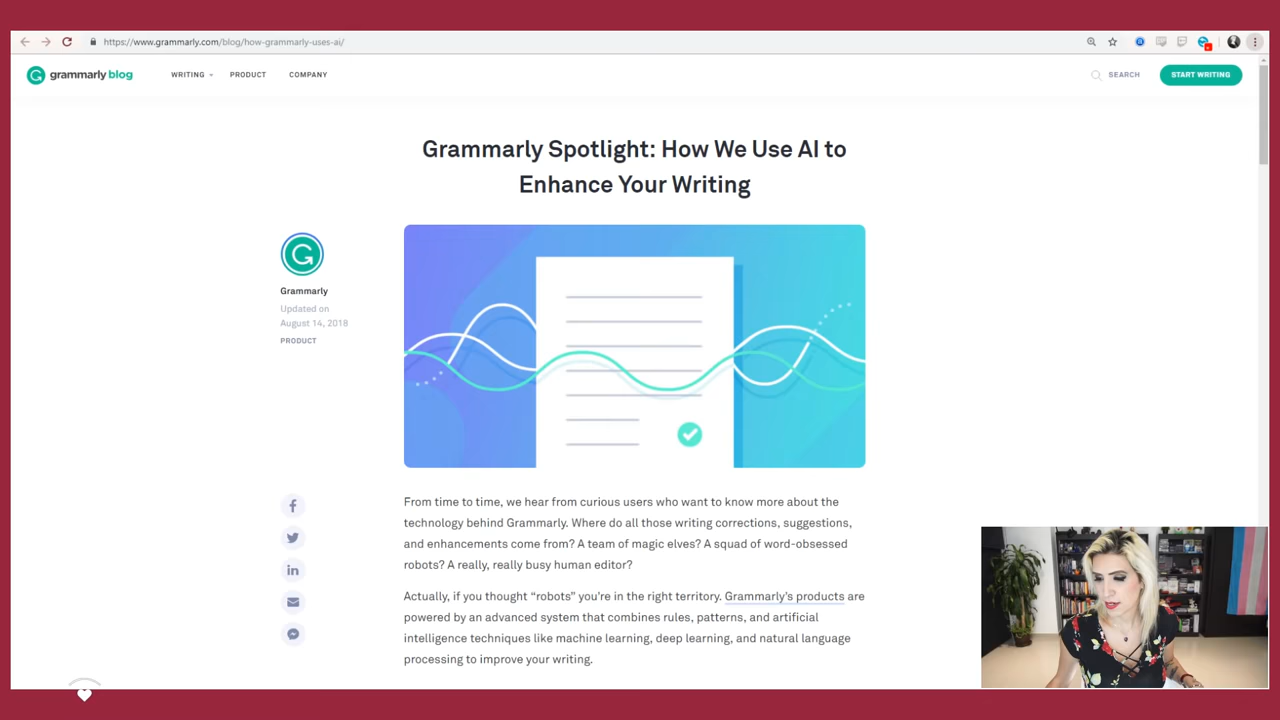 https://www.grammarly.com/blog/how-grammarly-uses-ai/
grammarly blog
WRITING
PRODUCT
COMPANY
SEARCH
START WRITING
Grammarly Spotlight: How We Use AI to
Enhance Your Writing
Grammarly
Updated on
August 14, 2018
PRODUCT
From time to time, we hear from curious users who want to know more about the
technology behind Grammarly. Where do all those writing corrections, suggestions,
and enhancements come from? A team of magic elves? A squad of word-obsessed
robots? A really, really busy human editor?
Actually, if you thought “robots” you’re in the right territory. Grammarly’s products are
powered by an advanced system that combines rules, patterns, and artificial
intelligence techniques like machine learning, deep learning, and natural language
processing to improve your writing.